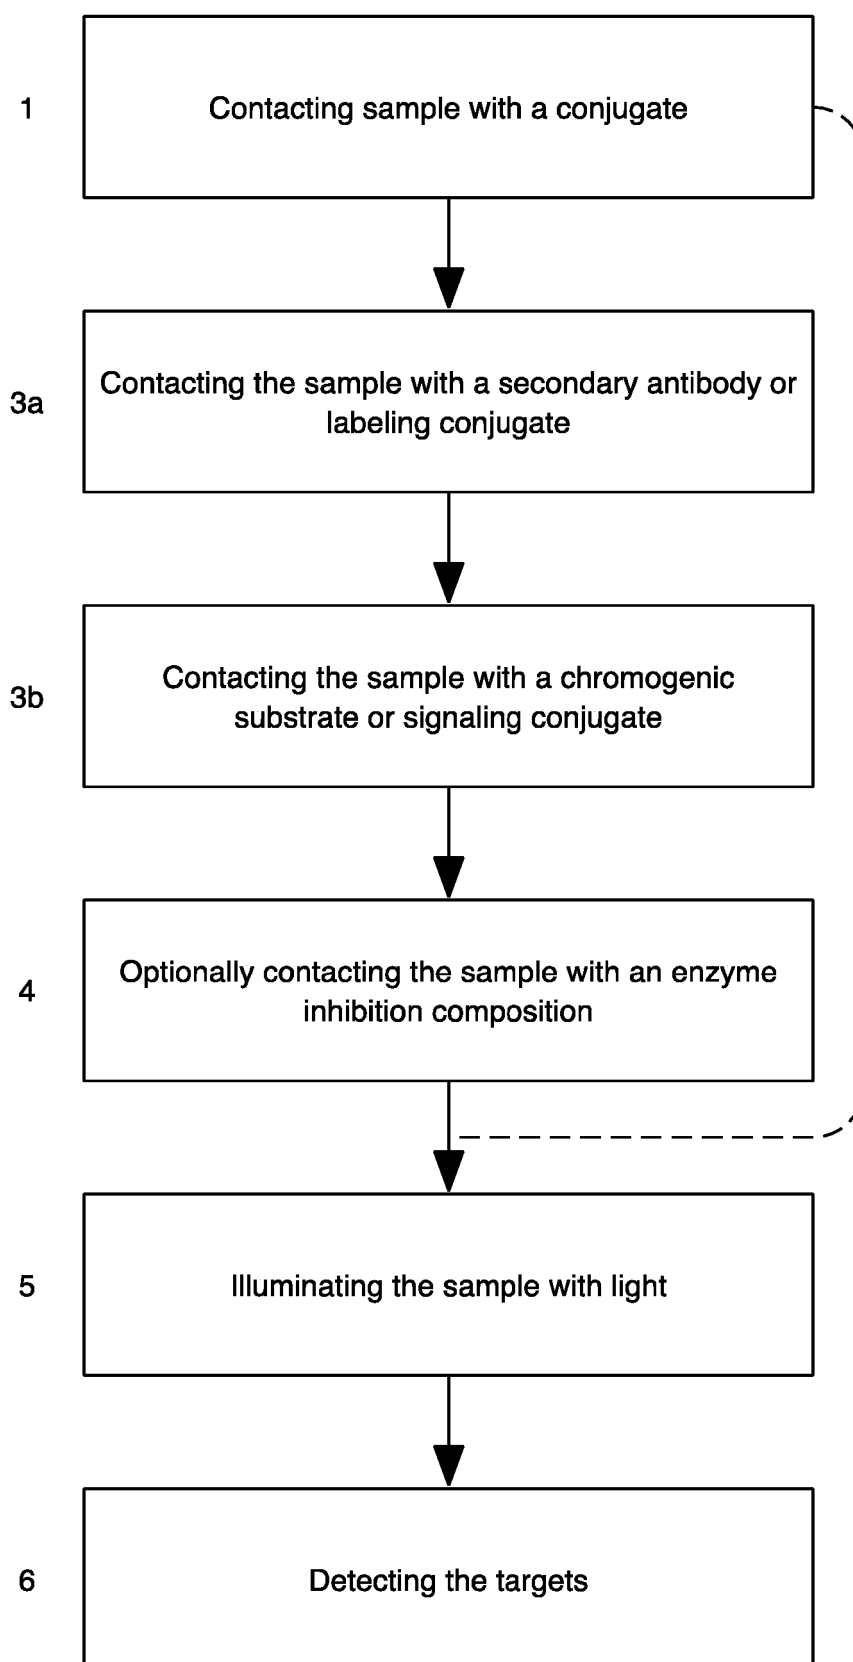 1
Contacting sample with a conjugate
3a
Contacting the sample with a secondary antibody or
labeling conjugate
3b
Contacting the sample with a chromogenic
substrate or signaling conjugate
4
Optionally contacting the sample with an enzyme
inhibition composition
5
Illuminating the sample with light
6
Detecting the targets